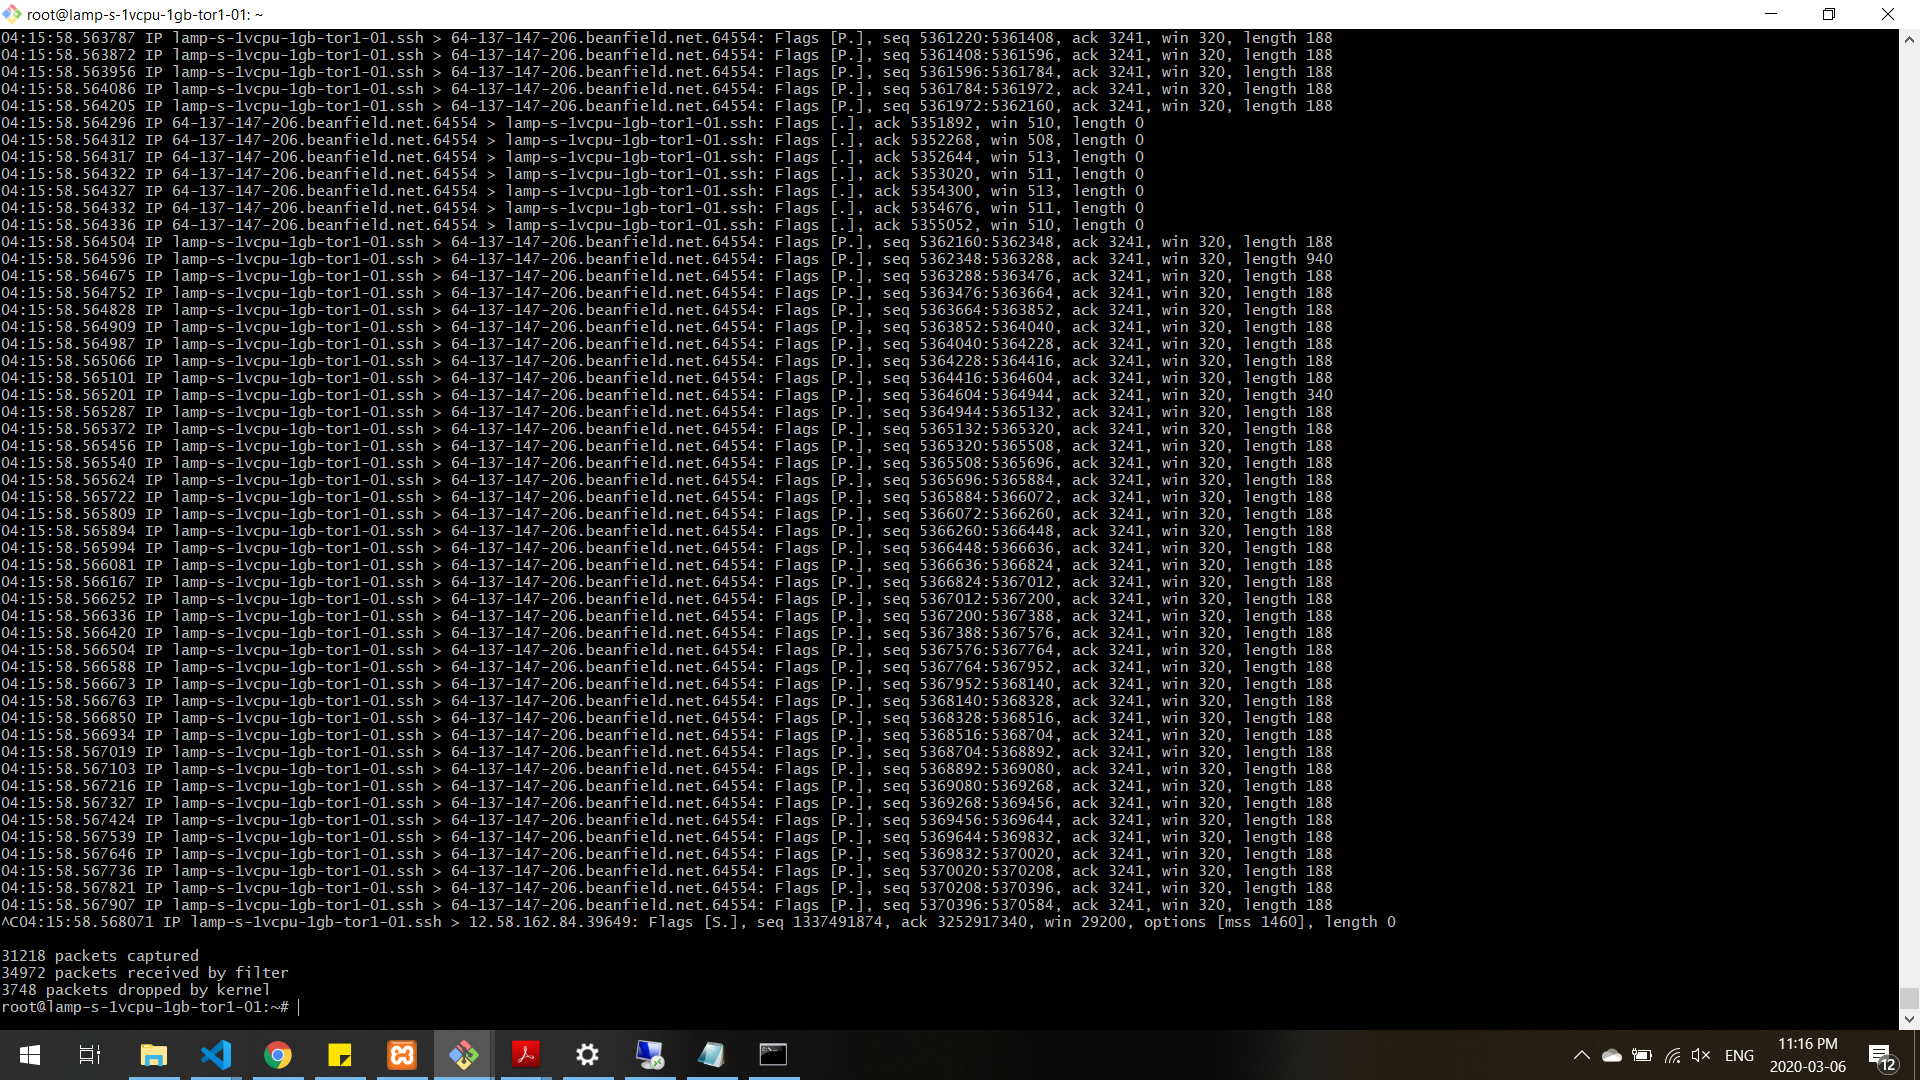 root@lamp-s-1vcpu-1gb-tor1-01: ~
04:15:58.563787 IP lamp-s-1vcpu-1gb-tor1-01.ssh > 64-137-147-206.beanfield.net.64554: Flags [P.], seq 5361220:5361408, ack 3241, win 320, length 188
04:15:58.563872 IP lamp-s-1vcpu-1gb-tor1-01.ssh > 64-137-147-206.beanfield.net.64554: Flags [P.], seq 5361408:5361596, ack 3241, win 320, length 188
04:15:58.563956 IP lamp-s-1vcpu-1gb-tor1-01.ssh > 64-137-147-206.beanfield.net.64554: Flags [P.], seq 5361596:5361784, ack 3241, win 320, length 188
04:15:58.564086 IP lamp-s-1vcpu-1gb-tor1-01.ssh > 64-137-147-206.beanfield.net.64554: Flags [P.], seq 5361784:5361972, ack 3241, win 320, length 188
04:15:58.564205 IP lamp-s-1vcpu-1gb-tor1-01.ssh > 64-137-147-206.beanfield.net.64554: Flags [P.], seq 5361972:5362160, ack 3241, win 320, length 188
04:15:58.564296 IP 64-137-147-206.beanfield.net.64554 > lamp-s-1vcpu-1gb-tor1-01.ssh: Flags [.], ack 5351892, win 510, length 0
04:15:58.564312 IP 64-137-147-206.beanfield.net.64554 > lamp-s-1vcpu-1gb-tor1-01.ssh: Flags [.], ack 5352268, win 508, length 0
04:15:58.564317 IP 64-137-147-206.beanfield.net.64554 > lamp-s-1vcpu-1gb-tor1-01.ssh: Flags [.], ack 5352644, win 513, length 0
04:15:58.564322 IP 64-137-147-206.beanfield.net.64554 > lamp-s-1vcpu-1gb-tor1-01.ssh: Flags [.], ack 5353020, win 511, length 0
04:15:58.564327 IP 64-137-147-206.beanfield.net.64554 > lamp-s-1vcpu-1gb-tor1-01.ssh: Flags [.], ack 5354300, win 513, length 0
04:15:58.564332 IP 64-137-147-206.beanfield.net.64554 > lamp-s-1vcpu-1gb-tor1-01.ssh: Flags [.], ack 5354676, win 511, length 0
04:15:58.564336 IP 64-137-147-206.beanfield.net.64554 > lamp-s-1vcpu-1gb-tor1-01.ssh: Flags [.], ack 5355052, win 510, length 0
04:15:58.564504 IP lamp-s-1vcpu-1gb-tor1-01.ssh > 64-137-147-206.beanfield.net.64554: Flags [P.], seq 5362160:5362348, ack 3241, win 320, length 188
04:15:58.564596 IP lamp-s-1vcpu-1gb-tor1-01.ssh > 64-137-147-206.beanfield.net.64554: Flags [P.], seq 5362348:5363288, ack 3241, win 320, length 940
04:15:58.564675 IP lamp-s-1vcpu-1gb-tor1-01.ssh > 64-137-147-206.beanfield.net.64554: Flags [P.], seq 5363288:5363476, ack 3241, win 320, length 188
04:15:58.564752 IP lamp-s-1vcpu-1gb-tor1-01.ssh > 64-137-147-206.beanfield.net.64554: Flags [P.], seq 5363476:5363664, ack 3241, win 320, length 188
04:15:58.564828 IP lamp-s-1vcpu-1gb-tor1-01.ssh > 64-137-147-206.beanfield.net.64554: Flags [P.], seq 5363664:5363852, ack 3241, win 320, length 188
04:15:58.564909 IP lamp-s-1vcpu-1gb-tor1-01.ssh > 64-137-147-206.beanfield.net.64554: Flags [P.], seq 5363852:5364040, ack 3241, win 320, length 188
04:15:58.564987 IP lamp-s-1vcpu-1gb-tor1-01.ssh > 64-137-147-206.beanfield.net.64554: Flags [P.], seq 5364040:5364228, ack 3241, win 320, length 188
04:15:58.565066 IP lamp-s-1vcpu-1gb-tor1-01.ssh > 64-137-147-206.beanfield.net.64554: Flags [P.], seq 5364228:5364416, ack 3241, win 320, length 188
04:15:58.565101 IP lamp-s-1vcpu-1gb-tor1-01.ssh > 64-137-147-206.beanfield.net.64554: Flags [P.], seq 5364416:5364604, ack 3241, win 320, length 188
04:15:58.565201 IP lamp-s-1vcpu-1gb-tor1-01.ssh > 64-137-147-206.beanfield.net.64554: Flags [P.], seq 5364604:5364944, ack 3241, win 320, length 340
04:15:58.565287 IP lamp-s-1vcpu-1gb-tor1-01.ssh > 64-137-147-206.beanfield.net.64554: Flags [P.], seq 5364944:5365132, ack 3241, win 320, length 188
04:15:58.565372 IP lamp-s-1vcpu-1gb-tor1-01.ssh > 64-137-147-206.beanfield.net.64554: Flags [P.], seq 5365132:5365320, ack 3241, win 320, length 188
04:15:58.565456 IP lamp-s-1vcpu-1gb-tor1-01.ssh > 64-137-147-206.beanfield.net.64554: Flags [P.], seq 5365320:5365508, ack 3241, win 320, length 188
04:15:58.565540 IP lamp-s-1vcpu-1gb-tor1-01.ssh > 64-137-147-206.beanfield.net.64554: Flags [P.], seq 5365508:5365696, ack 3241, win 320, length 188
04:15:58.565624 IP lamp-s-1vcpu-1gb-tor1-01.ssh > 64-137-147-206.beanfield.net.64554: Flags [P.], seq 5365696:5365884, ack 3241, win 320, length 188
04:15:58.565722 IP lamp-s-1vcpu-1gb-tor1-01.ssh > 64-137-147-206.beanfield.net.64554: Flags [P.], seq 5365884:5366072, ack 3241, win 320, length 188
04:15:58.565809 IP lamp-s-1vcpu-1gb-tor1-01.ssh > 64-137-147-206.beanfield.net.64554: Flags [P.], seq 5366072:5366260, ack 3241, win 320, length 188
04:15:58.565894 IP lamp-s-1vcpu-1gb-tor1-01.ssh > 64-137-147-206.beanfield.net.64554: Flags [P.], seq 5366260:5366448, ack 3241, win 320, length 188
04:15:58.565994 IP lamp-s-1vcpu-1gb-tor1-01.ssh > 64-137-147-206.beanfield.net.64554: Flags [P.], seq 5366448:5366636, ack 3241, win 320, length 188
04:15:58.566081 IP lamp-s-1vcpu-1gb-tor1-01.ssh > 64-137-147-206.beanfield.net.64554: Flags [P.], seq 5366636:5366824, ack 3241, win 320, length 188
04:15:58.566167 IP lamp-s-1vcpu-1gb-tor1-01.ssh > 64-137-147-206.beanfield.net.64554: Flags [P.], seq 5366824:5367012, ack 3241, win 320, length 188
04:15:58.566252 IP lamp-s-1vcpu-1gb-tor1-01.ssh > 64-137-147-206.beanfield.net.64554: Flags [P.], seq 5367012:5367200, ack 3241, win 320, length 188
04:15:58.566336 IP lamp-s-1vcpu-1gb-tor1-01.ssh > 64-137-147-206.beanfield.net.64554: Flags [P.], seq 5367200:5367388, ack 3241, win 320, length 188
04:15:58.566420 IP lamp-s-1vcpu-1gb-tor1-01.ssh > 64-137-147-206.beanfield.net.64554: Flags [P.], seq 5367388:5367576, ack 3241, win 320, length 188
04:15:58.566504 IP lamp-s-1vcpu-1gb-tor1-01.ssh > 64-137-147-206.beanfield.net.64554: Flags [P.], seq 5367576:5367764, ack 3241, win 320, length 188
04:15:58.566588 IP lamp-s-1vcpu-1gb-tor1-01.ssh > 64-137-147-206.beanfield.net.64554: Flags [P.], seq 5367764:5367952, ack 3241, win 320, length 188
04:15:58.566673 IP lamp-s-1vcpu-1gb-tor1-01.ssh > 64-137-147-206.beanfield.net.64554: Flags [P.], seq 5367952:5368140, ack 3241, win 320, length 188
04:15:58.566763 IP lamp-s-1vcpu-1gb-tor1-01.ssh > 64-137-147-206.beanfield.net.64554: Flags [P.], seq 5368140:5368328, ack 3241, win 320, length 188
04:15:58.566850 IP lamp-s-1vcpu-1gb-tor1-01.ssh > 64-137-147-206.beanfield.net.64554: Flags [P.], seq 5368328:5368516, ack 3241, win 320, length 188
04:15:58.566934 IP lamp-s-1vcpu-1gb-tor1-01.ssh > 64-137-147-206.beanfield.net.64554: Flags [P.], seq 5368516:5368704, ack 3241, win 320, length 188
04:15:58.567019 IP lamp-s-1vcpu-1gb-tor1-01.ssh > 64-137-147-206.beanfield.net.64554: Flags [P.], seq 5368704:5368892, ack 3241, win 320, length 188
04:15:58.567103 IP lamp-s-1vcpu-1gb-tor1-01.ssh > 64-137-147-206.beanfield.net.64554: Flags [P.], seq 5368892:5369080, ack 3241, win 320, length 188
04:15:58.567216 IP lamp-s-1vcpu-1gb-tor1-01.ssh > 64-137-147-206.beanfield.net.64554: Flags [P.], seq 5369080:5369268, ack 3241, win 320, length 188
04:15:58.567327 IP lamp-s-1vcpu-1gb-tor1-01.ssh > 64-137-147-206.beanfield.net.64554: Flags [P.], seq 5369268:5369456, ack 3241, win 320, length 188
04:15:58.567424 IP lamp-s-1vcpu-1gb-tor1-01.ssh > 64-137-147-206.beanfield.net.64554: Flags [P.], seq 5369456:5369644, ack 3241, win 320, length 188
04:15:58.567539 IP lamp-s-1vcpu-1gb-tor1-01.ssh > 64-137-147-206.beanfield.net.64554: Flags [P.], seq 5369644:5369832, ack 3241, win 320, length 188
04:15:58.567646 IP lamp-s-1vcpu-1gb-tor1-01.ssh > 64-137-147-206.beanfield.net.64554: Flags [P.], seq 5369832:5370020, ack 3241, win 320, length 188
04:15:58.567736 IP lamp-s-1vcpu-1gb-tor1-01.ssh > 64-137-147-206.beanfield.net.64554: Flags [P.], seq 5370020:5370208, ack 3241, win 320, length 188
04:15:58.567821 IP lamp-s-1vcpu-1gb-tor1-01.ssh > 64-137-147-206.beanfield.net.64554: Flags [P.], seq 5370208:5370396, ack 3241, win 320, length 188
04:15:58.567907 IP lamp-s-1vcpu-1gb-tor1-01.ssh > 64-137-147-206.beanfield.net.64554: Flags [P.], seq 5370396:5370584, ack 3241, win 320, length 188
^C04:15:58.568071 IP lamp-s-1vcpu-1gb-tor1-01.ssh > 12.58.162.84.39649: Flags [S.], seq 1337491874, ack 3252917340, win 29200, options [mss 1460], length 0
31218 packets captured
34972 packets received by filter
3748 packets dropped by kernel
root@lamp-s-1vcpu-1gb-tor1-01:~#
ENG
11:16 PM
2020-03-06
12